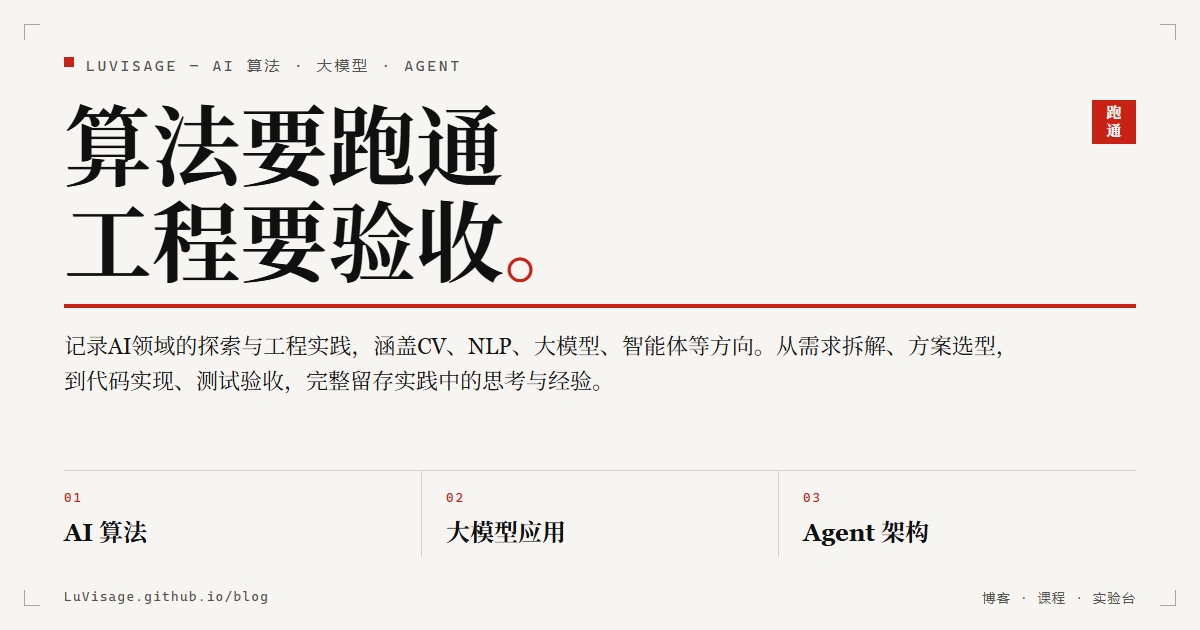 LUVISAGE — AI 算法 · 大模型 · AGENT
算法要跑通
跑
通
工程要验收。
记录AI领域的探索与工程实践，涵盖CV、NLP、大模型、智能体等方向。从需求拆解、方案选型，
到代码实现、测试验收，完整留存实践中的思考与经验。
01
AI 算法
02
大模型应用
03
Agent 架构
LuVisage.github.io/blog
博客 · 课程 · 实验台